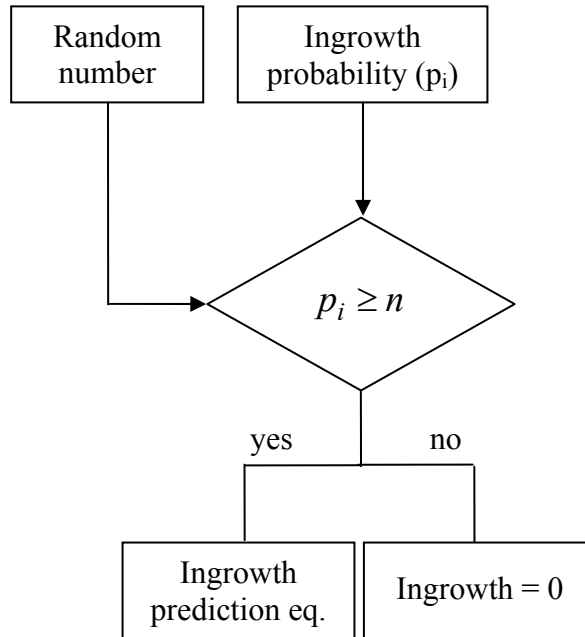 Random
number
Ingrowth
probability (pᵢ)
pᵢ ≥ n
yes
no
Ingrowth
prediction eq.
Ingrowth = 0